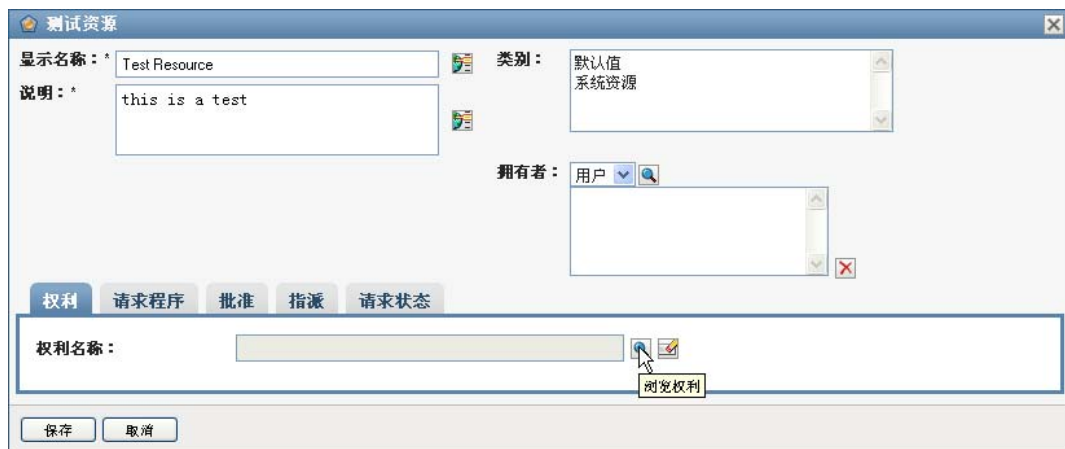 测试资源
显示名称：* Test Resource
说明：* this is a test
类别： 默认值
系统资源
拥有者： 用户
权利 请求程序 批准 指派 请求状态
权利名称：
浏览权利
保存 取消